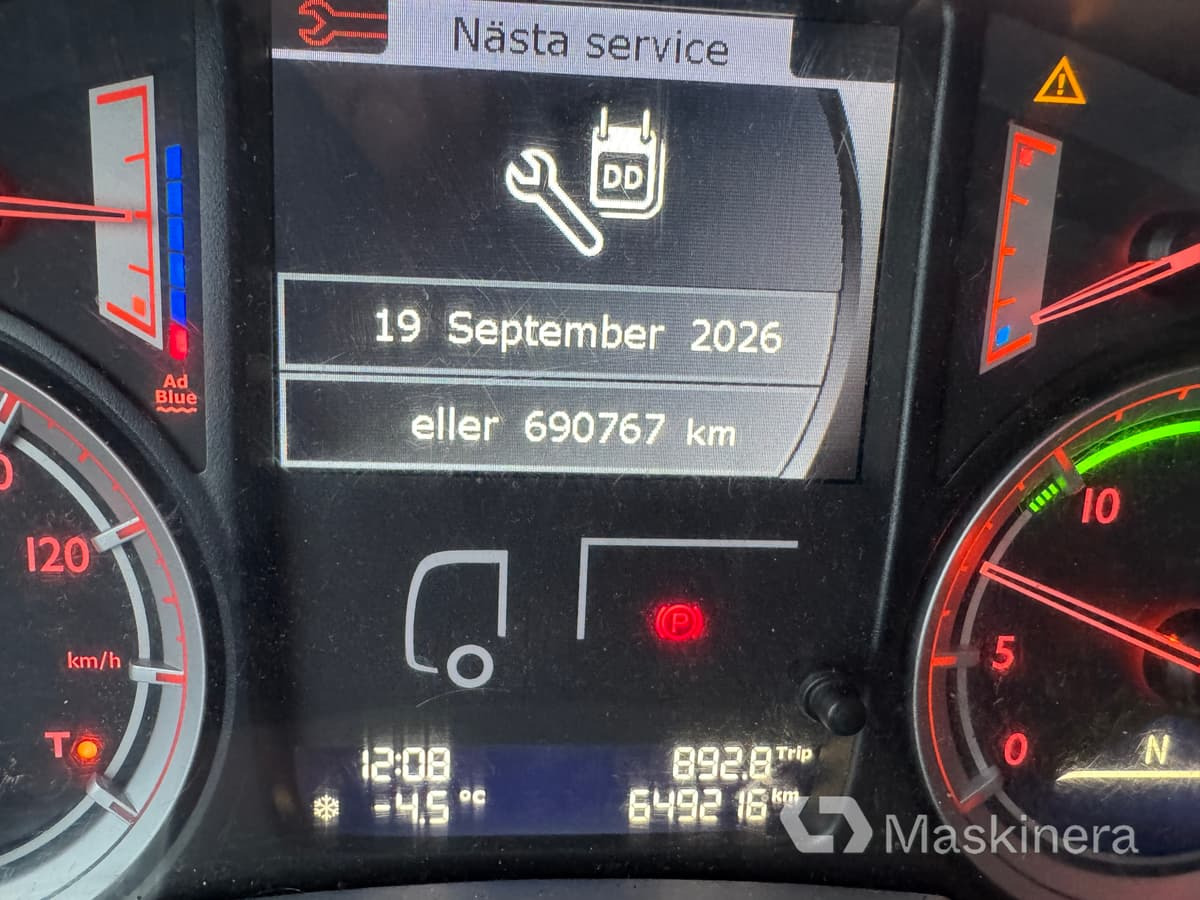 Nästa service
DD
19 September 2026
eller 690767 km
Ad
Blue
120
km/h
T
10
5
0
N
P
12:08
892.8 Trip
-4.5 °C
649216 km
Maskinera